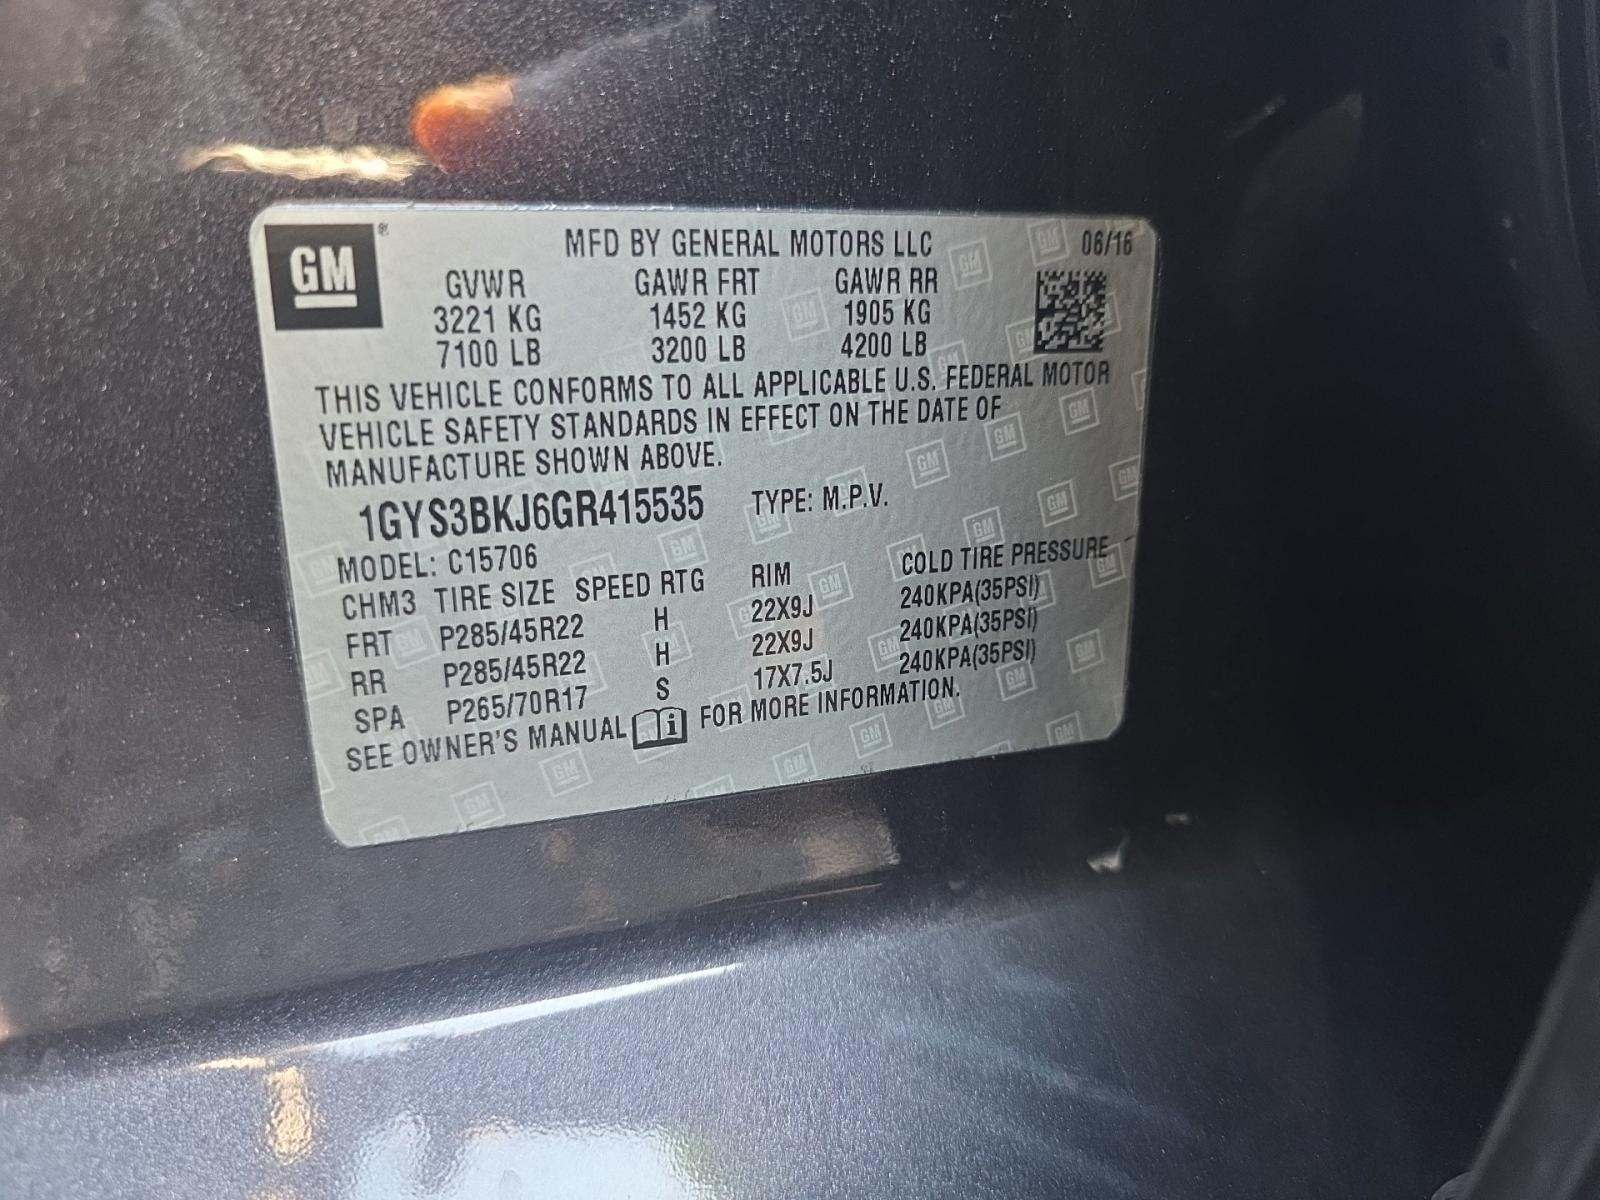 GM ® MFD BY GENERAL MOTORS LLC 06/16
GVWR GAWR FRT GAWR RR
3221 KG 1452 KG 1905 KG
7100 LB 3200 LB 4200 LB
THIS VEHICLE CONFORMS TO ALL APPLICABLE U.S. FEDERAL MOTOR
VEHICLE SAFETY STANDARDS IN EFFECT ON THE DATE OF
MANUFACTURE SHOWN ABOVE.
1GYS3BKJ6GR415535 TYPE: M.P.V.
MODEL: C15706
CHM3 TIRE SIZE SPEED RTG RIM COLD TIRE PRESSURE
FRT P285/45R22 H 22X9J 240KPA(35PSI)
RR P285/45R22 H 22X9J 240KPA(35PSI)
SPA P265/70R17 S 17X7.5J 240KPA(35PSI)
SEE OWNER'S MANUAL i FOR MORE INFORMATION.